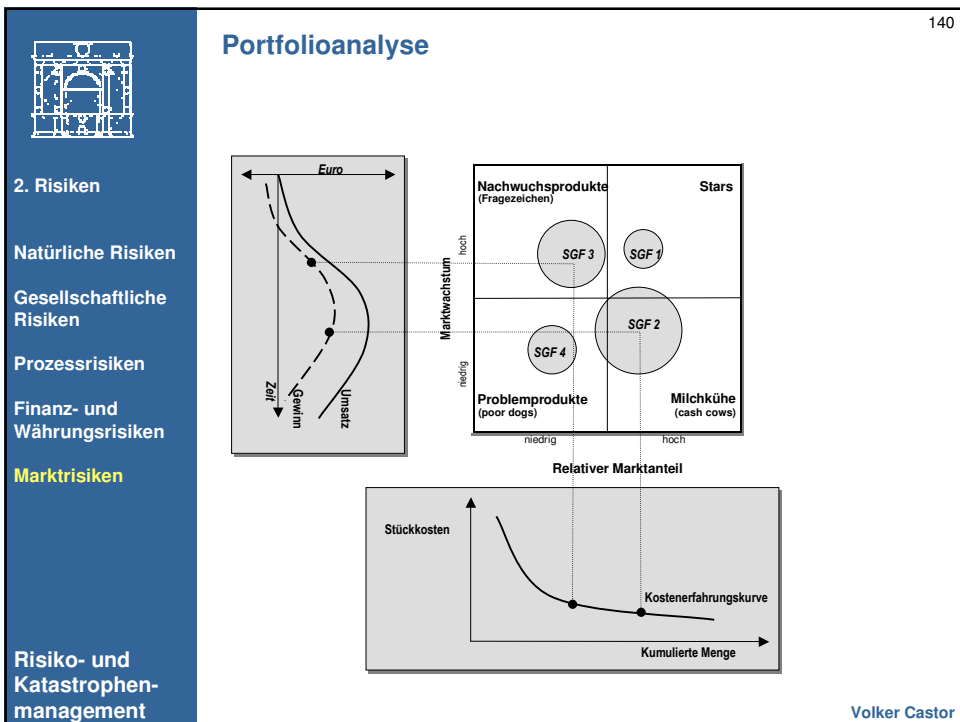 140
Portfolioanalyse
2. Risiken
Natürliche Risiken
Gesellschaftliche
Risiken
Prozessrisiken
Finanz- und
Währungsrisiken
Marktrisiken
Risiko- und
Katastrophen-
management
Euro
Zeit
Gewinn
Umsatz
Nachwuchsprodukte
(Fragezeichen)
Stars
SGF 3
SGF 1
SGF 2
SGF 4
Problemprodukte
(poor dogs)
Milchkühe
(cash cows)
Marktwachstum
hoch
niedrig
niedrig
hoch
Relativer Marktanteil
Stückkosten
Kostenerfahrungskurve
Kumulierte Menge
Volker Castor